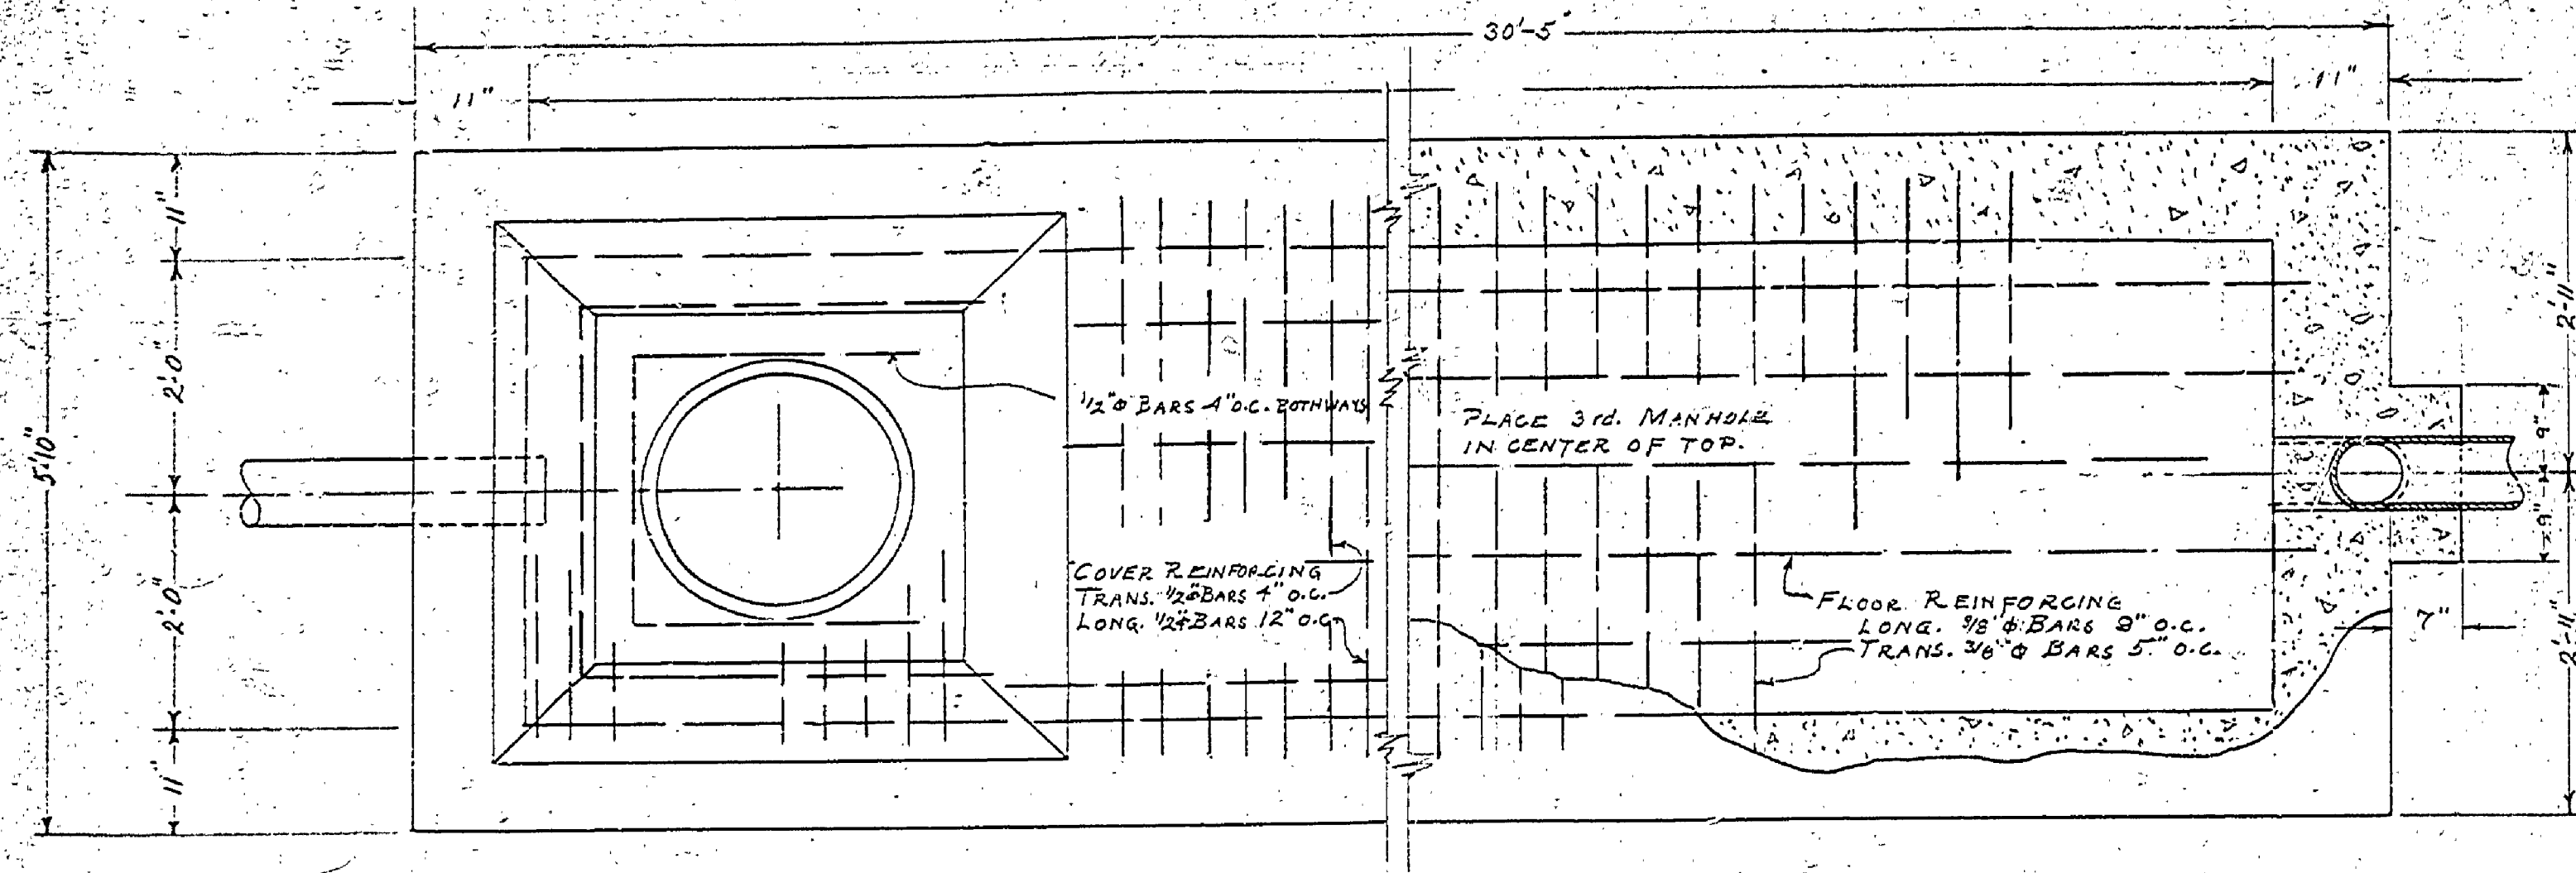 30'-5"
11"
11"
11"
2'-0"
5'-10"
2'-0"
11"
2'-11"
9"
9"
2'-11"
7"
1/2"⌀ BARS 4" O.C. BOTHWAYS
PLACE 3rd. MANHOLE
IN CENTER OF TOP.
COVER REINFORCING
TRANS. 1/2"⌀ BARS 4" O.C.
LONG. 1/2"⌀ BARS 12" O.C.
FLOOR REINFORCING
LONG. 3/8"⌀ BARS O.C.
TRANS. 3/8"⌀ BARS 5" O.C.